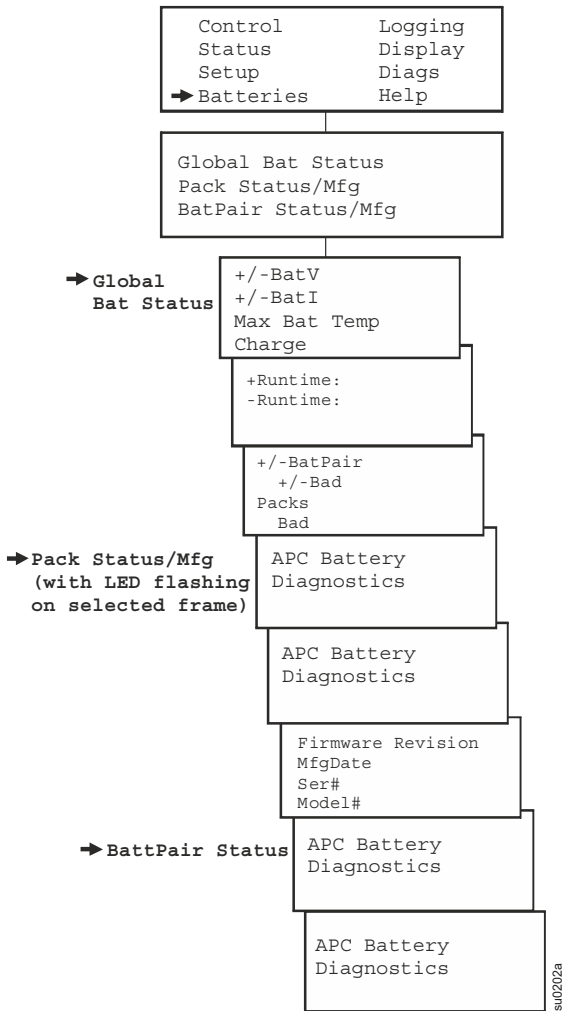 Control Logging
Status Display
Setup Diags
Batteries Help
Global Bat Status
Pack Status/Mfg
BatPair Status/Mfg
Global
Bat Status
+/-BatV
+/-BatI
Max Bat Temp
Charge
+Runtime:
-Runtime:
+/-BatPair
+/-Bad
Packs
Bad
Pack Status/Mfg
(with LED flashing
on selected frame)
APC Battery
Diagnostics
APC Battery
Diagnostics
Firmware Revision
MfgDate
Ser#
Model#
BattPair Status
APC Battery
Diagnostics
APC Battery
Diagnostics
su0202a